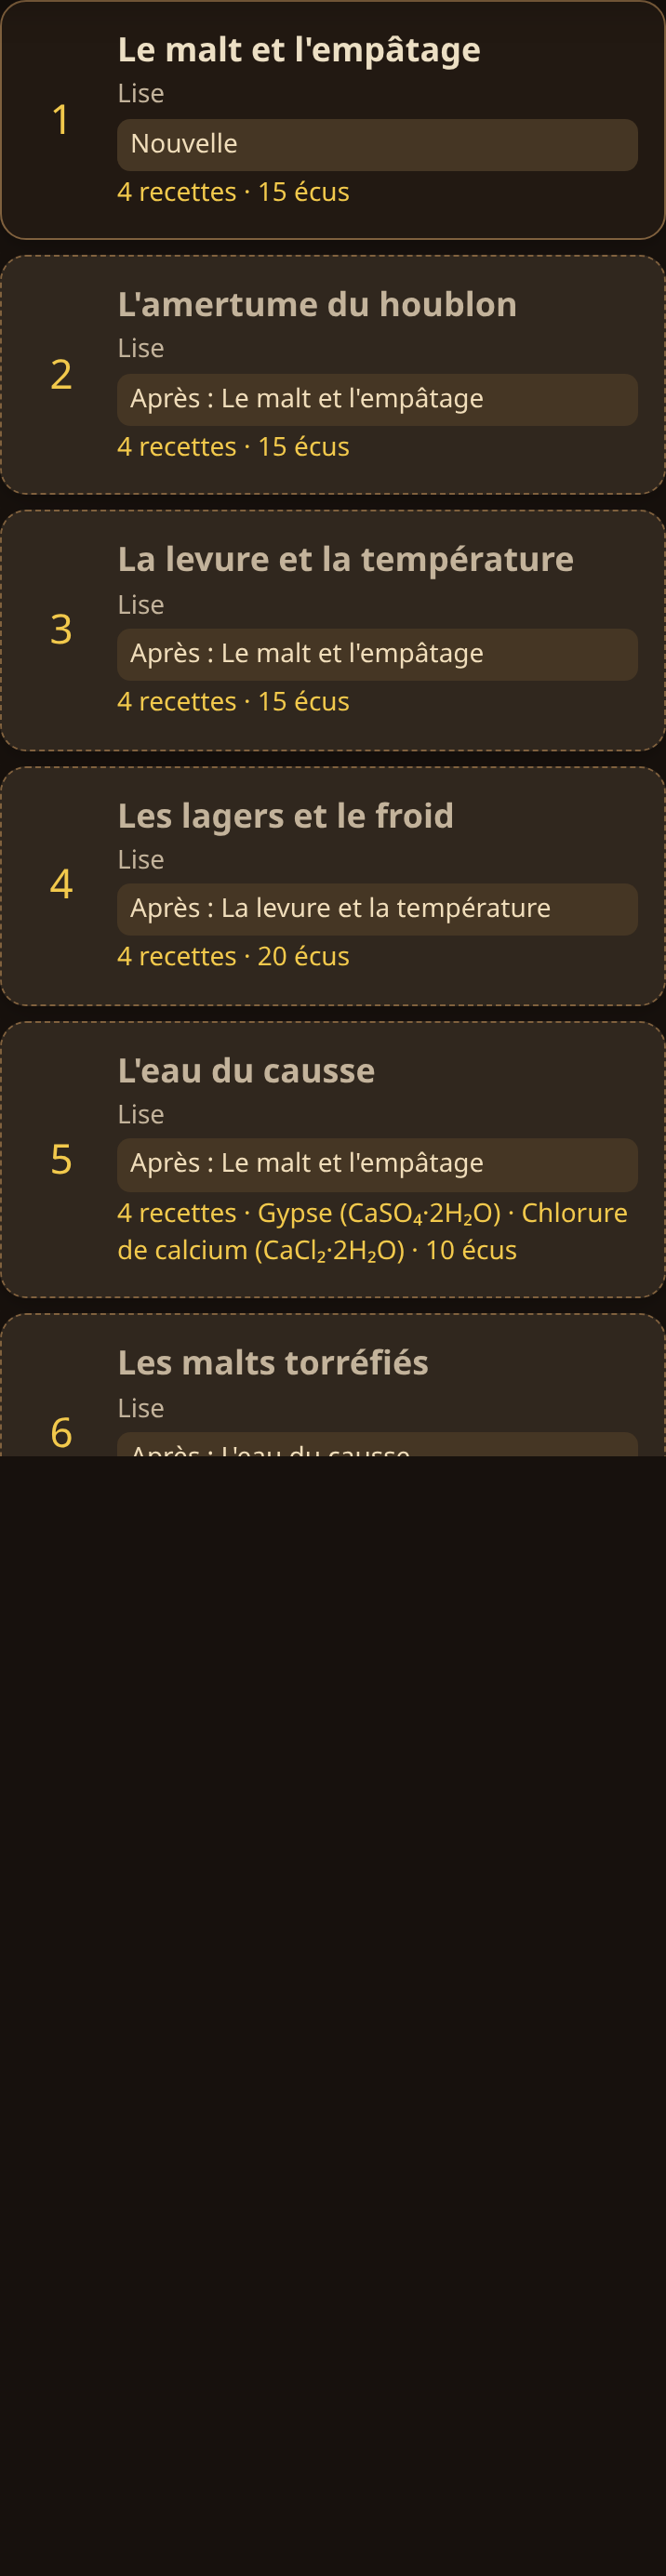 1
Le malt et l'empâtage
Lise
Nouvelle
4 recettes · 15 écus
2
L'amertume du houblon
Lise
Après : Le malt et l'empâtage
4 recettes · 15 écus
3
La levure et la température
Lise
Après : Le malt et l'empâtage
4 recettes · 15 écus
4
Les lagers et le froid
Lise
Après : La levure et la température
4 recettes · 20 écus
5
L'eau du causse
Lise
Après : Le malt et l'empâtage
4 recettes · Gypse (CaSO₄·2H₂O) · Chlorure
de calcium (CaCl₂·2H₂O) · 10 écus
6
Les malts torréfiés
Lise
Après : L'eau du causse